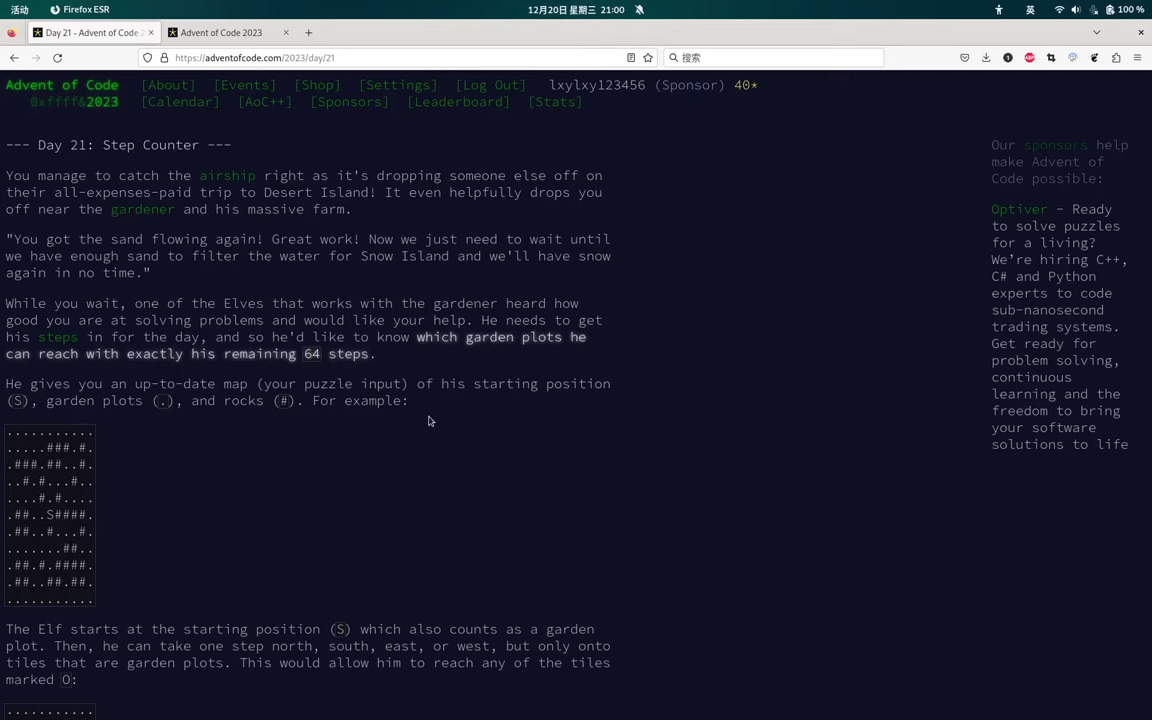 活动 Firefox ESR 12月20日 星期三 21:00 英 100 %
Day 21 - Advent of Code 2 × Advent of Code 2023 × +
https://adventofcode.com/2023/day/21 搜索
Advent of Code [About] [Events] [Shop] [Settings] [Log Out] lxylxy123456 (Sponsor) 40*
0xffff&2023 [Calendar] [AoC++] [Sponsors] [Leaderboard] [Stats]
--- Day 21: Step Counter ---
You manage to catch the airship right as it's dropping someone else off on
their all-expenses-paid trip to Desert Island! It even helpfully drops you
off near the gardener and his massive farm.
"You got the sand flowing again! Great work! Now we just need to wait until
we have enough sand to filter the water for Snow Island and we'll have snow
again in no time."
While you wait, one of the Elves that works with the gardener heard how
good you are at solving problems and would like your help. He needs to get
his steps in for the day, and so he'd like to know which garden plots he
can reach with exactly his remaining 64 steps.
He gives you an up-to-date map (your puzzle input) of his starting position
(S), garden plots (.), and rocks (#). For example:
...........
.....###.#.
.###.##..#.
..#.#...#..
....#.#....
.##..S####.
.##..#...#.
.......##..
.##.#.####.
.##..##.##.
...........
The Elf starts at the starting position (S) which also counts as a garden
plot. Then, he can take one step north, south, east, or west, but only onto
tiles that are garden plots. This would allow him to reach any of the tiles
marked O:
...........
Our sponsors help
make Advent of
Code possible:
Optiver - Ready
to solve puzzles
for a living?
We're hiring C++,
C# and Python
experts to code
sub-nanosecond
trading systems.
Get ready for
problem solving,
continuous
learning and the
freedom to bring
your software
solutions to life